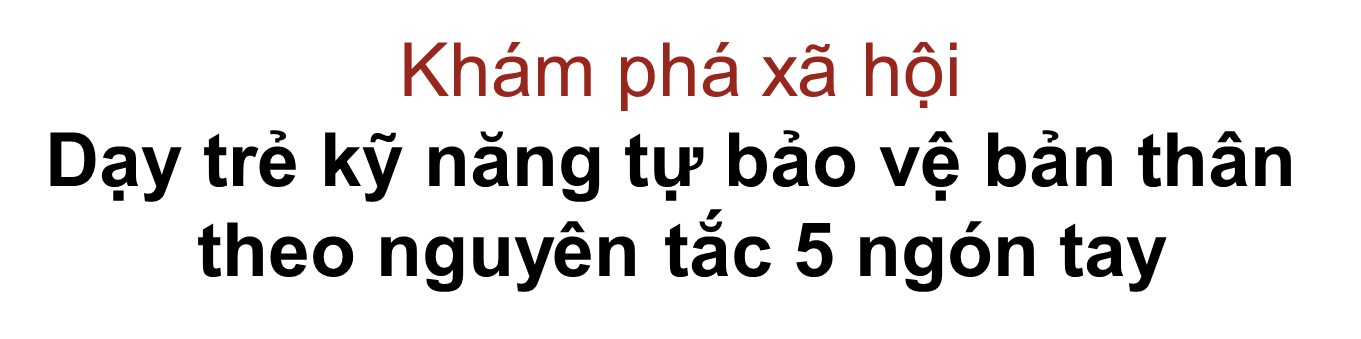 Khám phá xã hội
Dạy trẻ kỹ năng tự bảo vệ bản thân
theo nguyên tắc 5 ngón tay